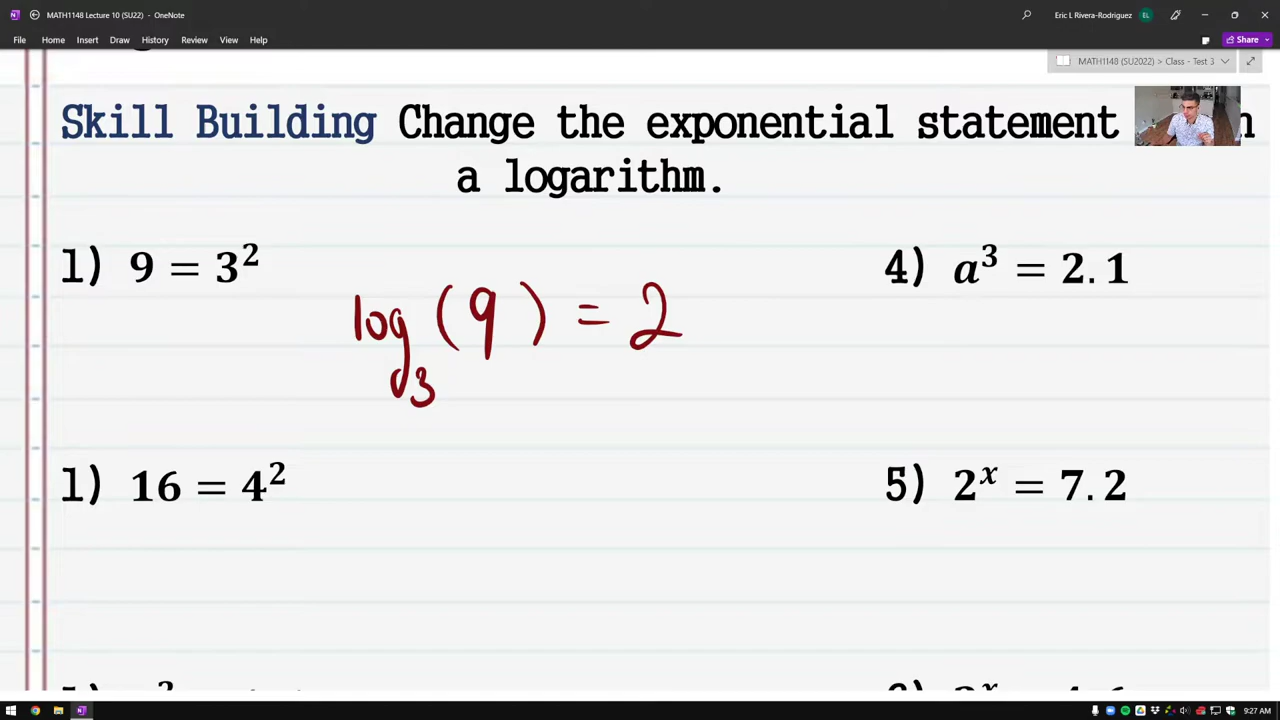 MATH1148 Lecture 10 (SU22) - OneNote
Eric L Rivera-Rodriguez
EL
File Home Insert Draw History Review View Help
Share
MATH1148 (SU2022) > Class - Test 3
Skill Building Change the exponential statement
a logarithm.
1) 9 = 3²
log₃(9) = 2
4) a³ = 2.1
1) 16 = 4²
5) 2ˣ = 7.2
9:27 AM